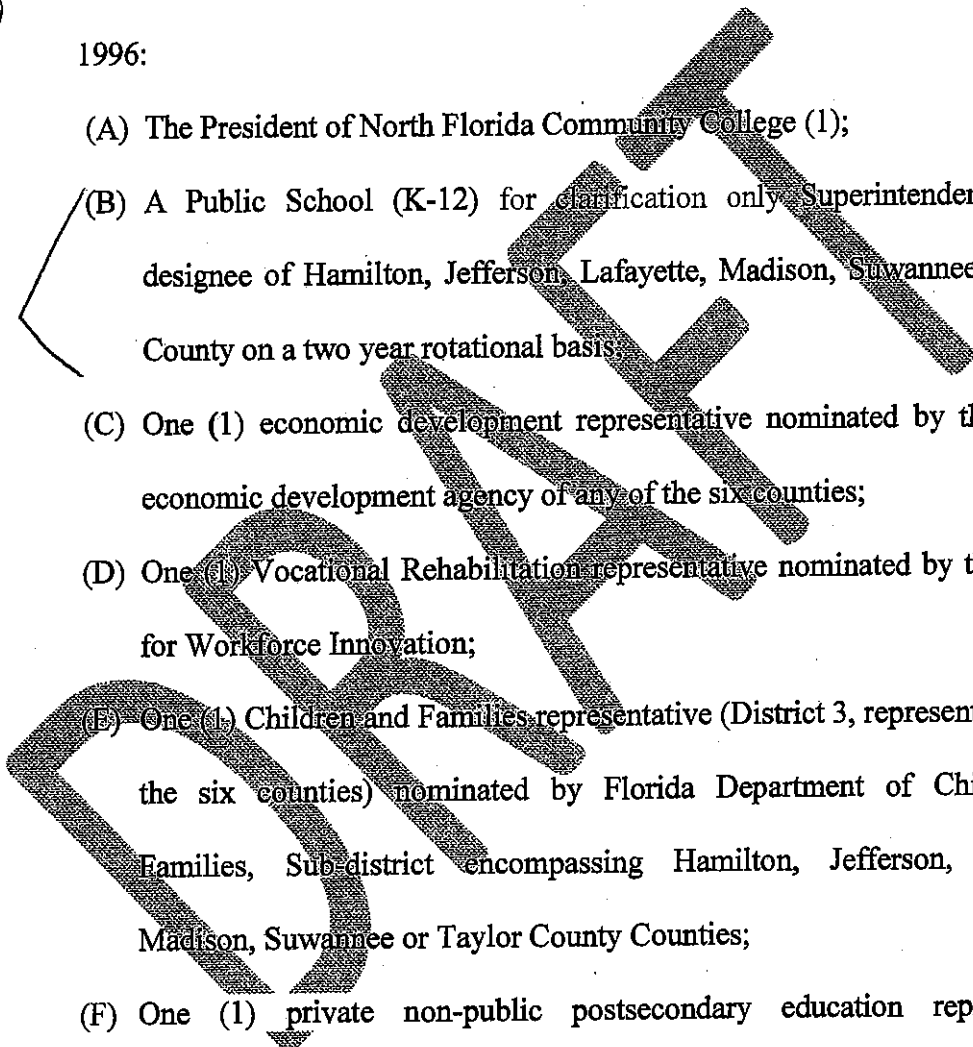 1996:
(A) The President of North Florida Community College (1);
(B) A Public School (K-12) for clarification only Superintenden
designee of Hamilton, Jefferson, Lafayette, Madison, Suwannee
County on a two year rotational basis;
(C) One (1) economic development representative nominated by th
economic development agency of any of the six counties;
(D) One (1) Vocational Rehabilitation representative nominated by t
for Workforce Innovation;
(E) One (1) Children and Families representative (District 3, represent
the six counties) nominated by Florida Department of Chi
Families, Sub-district encompassing Hamilton, Jefferson,
Madison, Suwannee or Taylor County Counties;
(F) One (1) private non-public postsecondary education rep
DRAFT